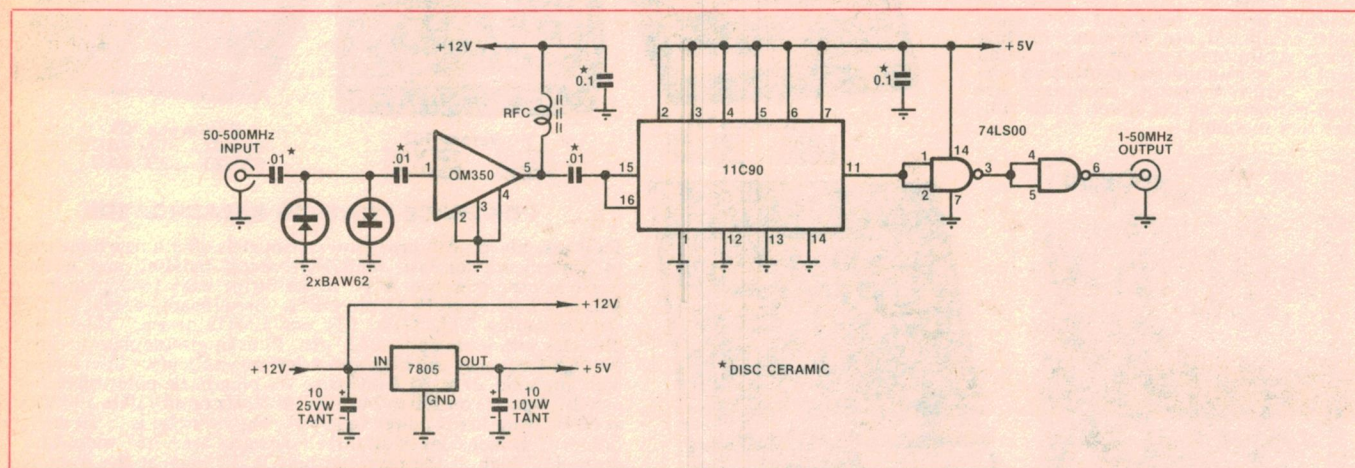 +12V
★
0.1
RFC
50-500MHz
INPUT
.01 ★
★
.01
1
OM350
5
2
3
4
★
.01
2xBAW62
+5V
★
0.1
2
3
4
5
6
7
15
16
11C90
11
1
12
13
14
74LS00
1
2
14
7
3
4
5
6
1-50MHz
OUTPUT
+12V
+12V
IN
7805
OUT
GND
+5V
+
10
25VW
TANT
-
+
10
10VW
TANT
-
★DISC CERAMIC